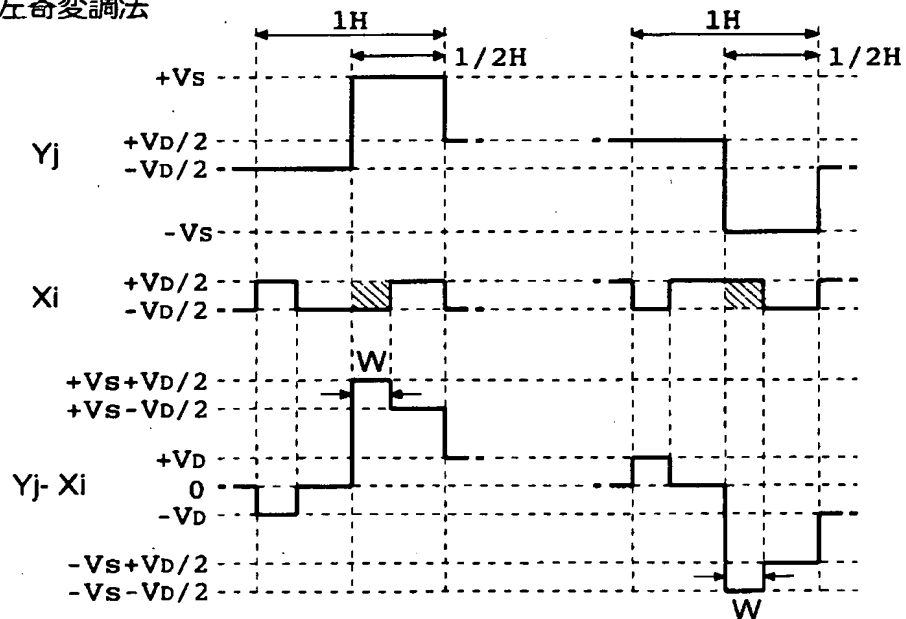 左寄変調法
1H
1H
1/2H
1/2H
Yj
+VS
+VD/2
-VD/2
-VS
Xi
+VD/2
-VD/2
W
+VS+VD/2
+VS-VD/2
Yj- Xi
+VD
0
-VD
-VS+VD/2
-VS-VD/2
W